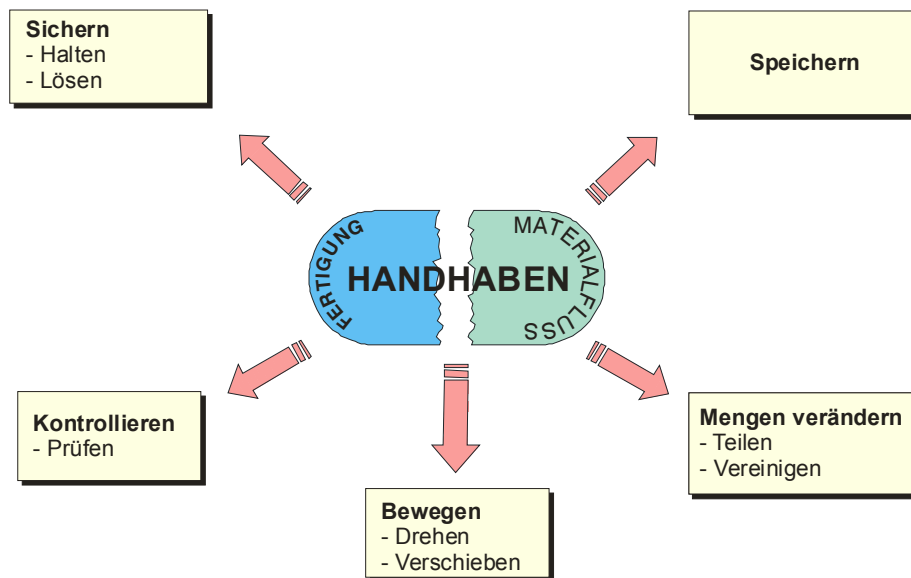 Sichern
- Halten
- Lösen
Speichern
FERTIGUNG
MATERIALFLUSS
HANDHABEN
Kontrollieren
- Prüfen
Mengen verändern
- Teilen
- Vereinigen
Bewegen
- Drehen
- Verschieben